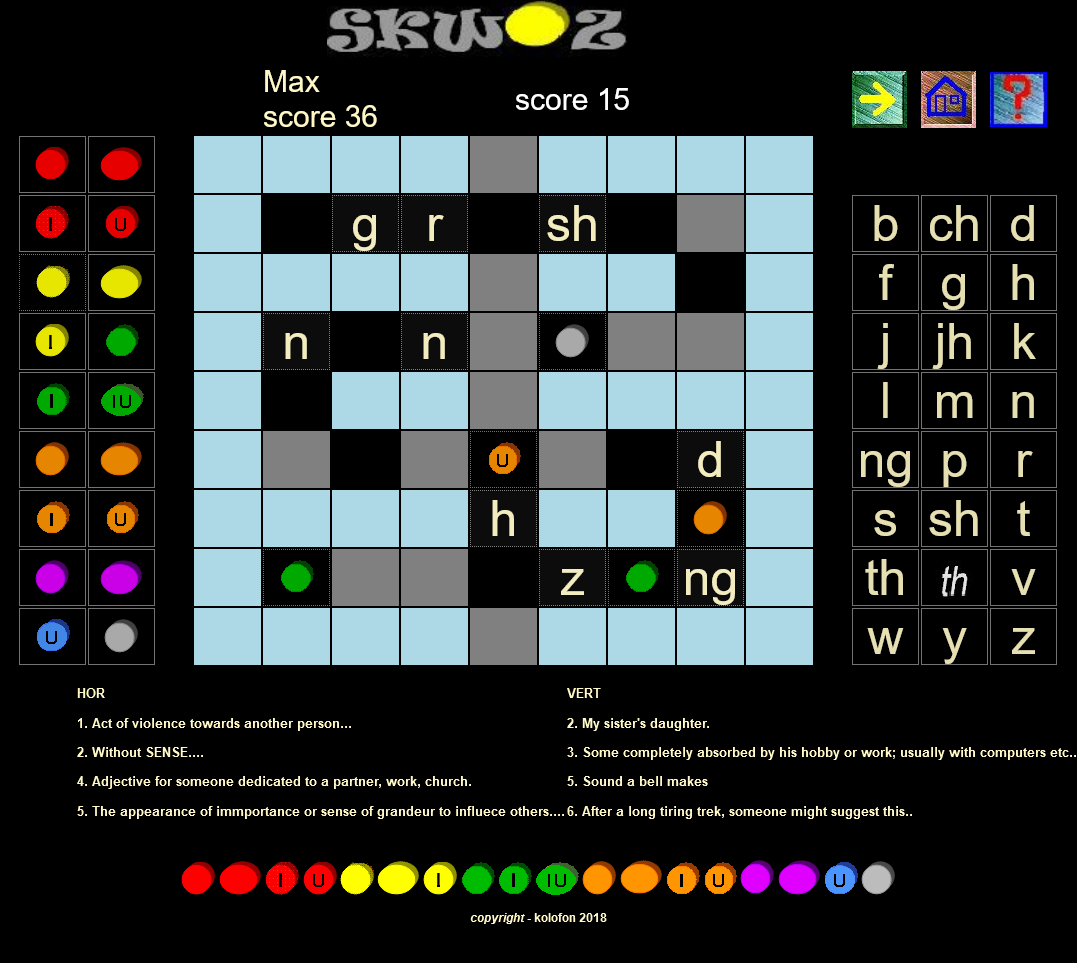 SKWOZ
Max
score 36
score 15
?
I U
I
I IU
I U
U
g r sh
n n
U d
h
z ng
b ch d
f g h
j jh k
l m n
ng p r
s sh t
th th v
w y z
HOR
1. Act of violence towards another person...
2. Without SENSE....
4. Adjective for someone dedicated to a partner, work, church.
5. The appearance of immportance or sense of grandeur to influece others....
VERT
2. My sister's daughter.
3. Some completely absorbed by his hobby or work; usually with computers etc..
5. Sound a bell makes
6. After a long tiring trek, someone might suggest this..
I U I I IU I U U
copyright - kolofon 2018